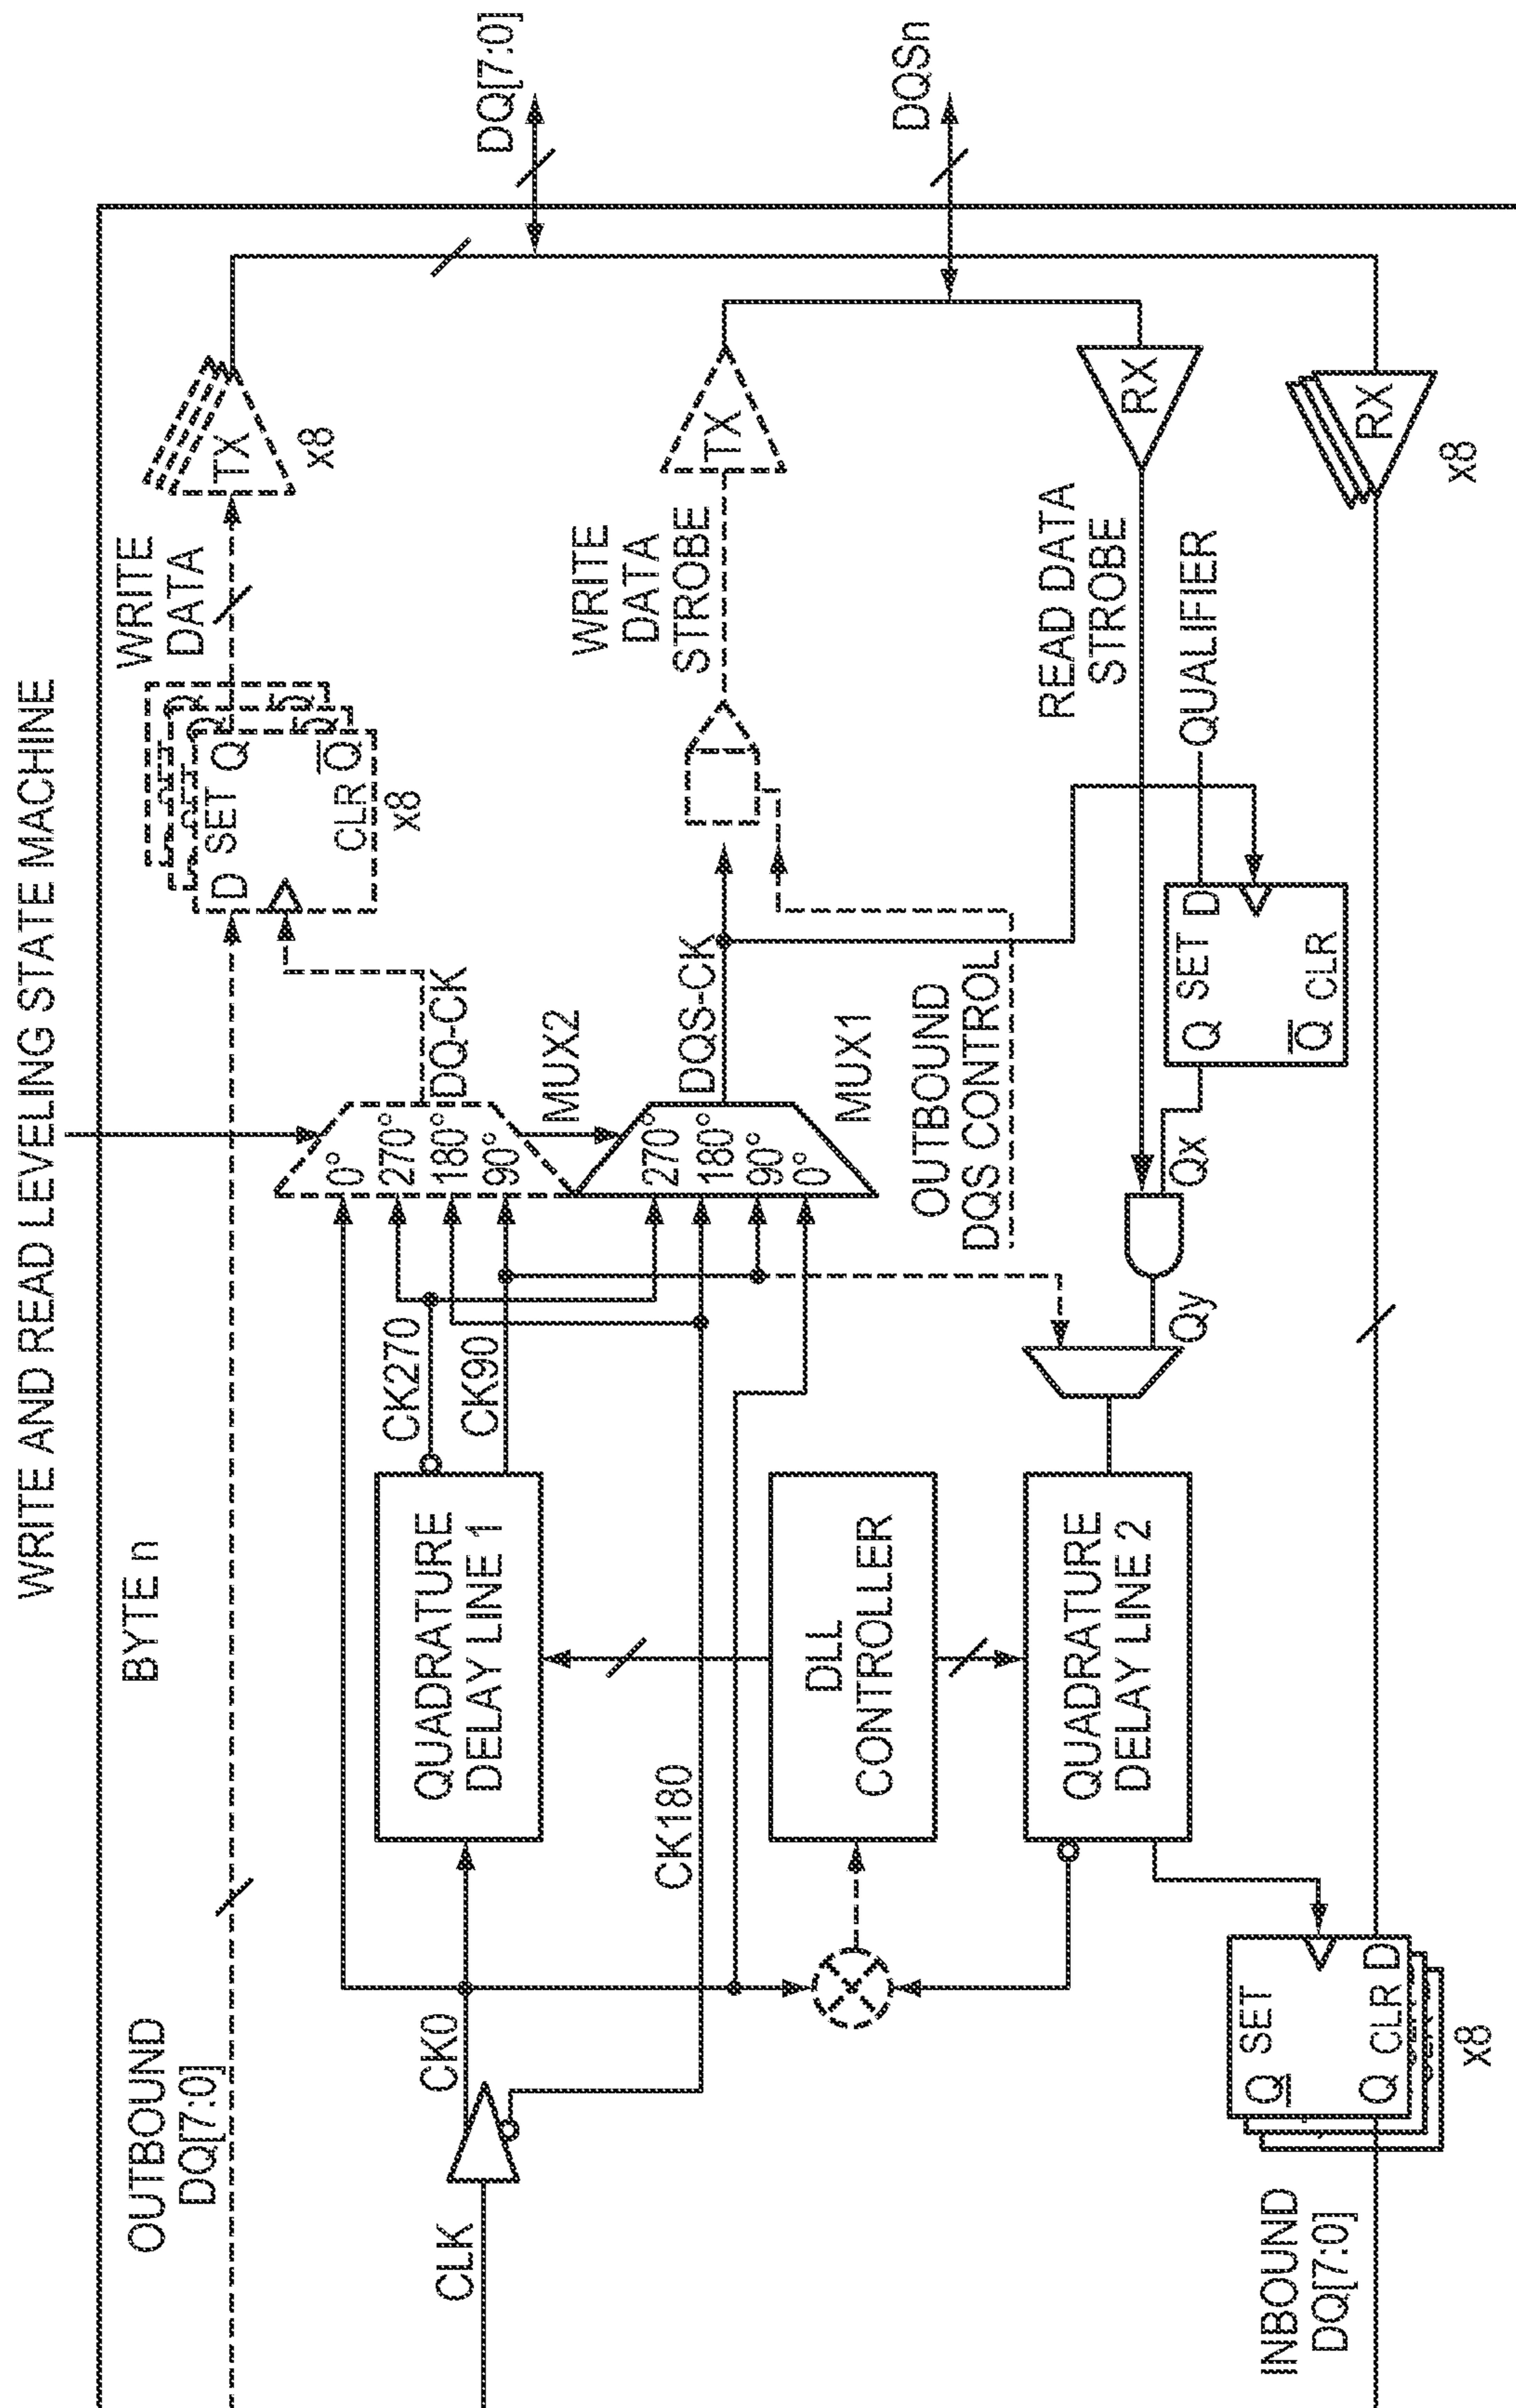 WRITE AND READ LEVELING STATE MACHINE
BYTE n
OUTBOUND
DQ[7:0]
WRITE
DATA
D SET Q
CLR Q
x8
TX
x8
DQ[7:0]
CLK
CK0
QUADRATURE
DELAY LINE 1
CK270
CK90
0°
270°
180°
90°
DQ-CK
MUX2
CK180
270°
180°
90°
0°
DQS-CK
MUX1
WRITE
DATA
STROBE
TX
DQSn
DLL
CONTROLLER
OUTBOUND
DQS CONTROL
QUADRATURE
DELAY LINE 2
Qy
Qx
READ DATA
STROBE
RX
QUALIFIER
Q SET D
Q CLR
INBOUND
DQ[7:0]
Q SET
Q CLR D
x8
RX
x8